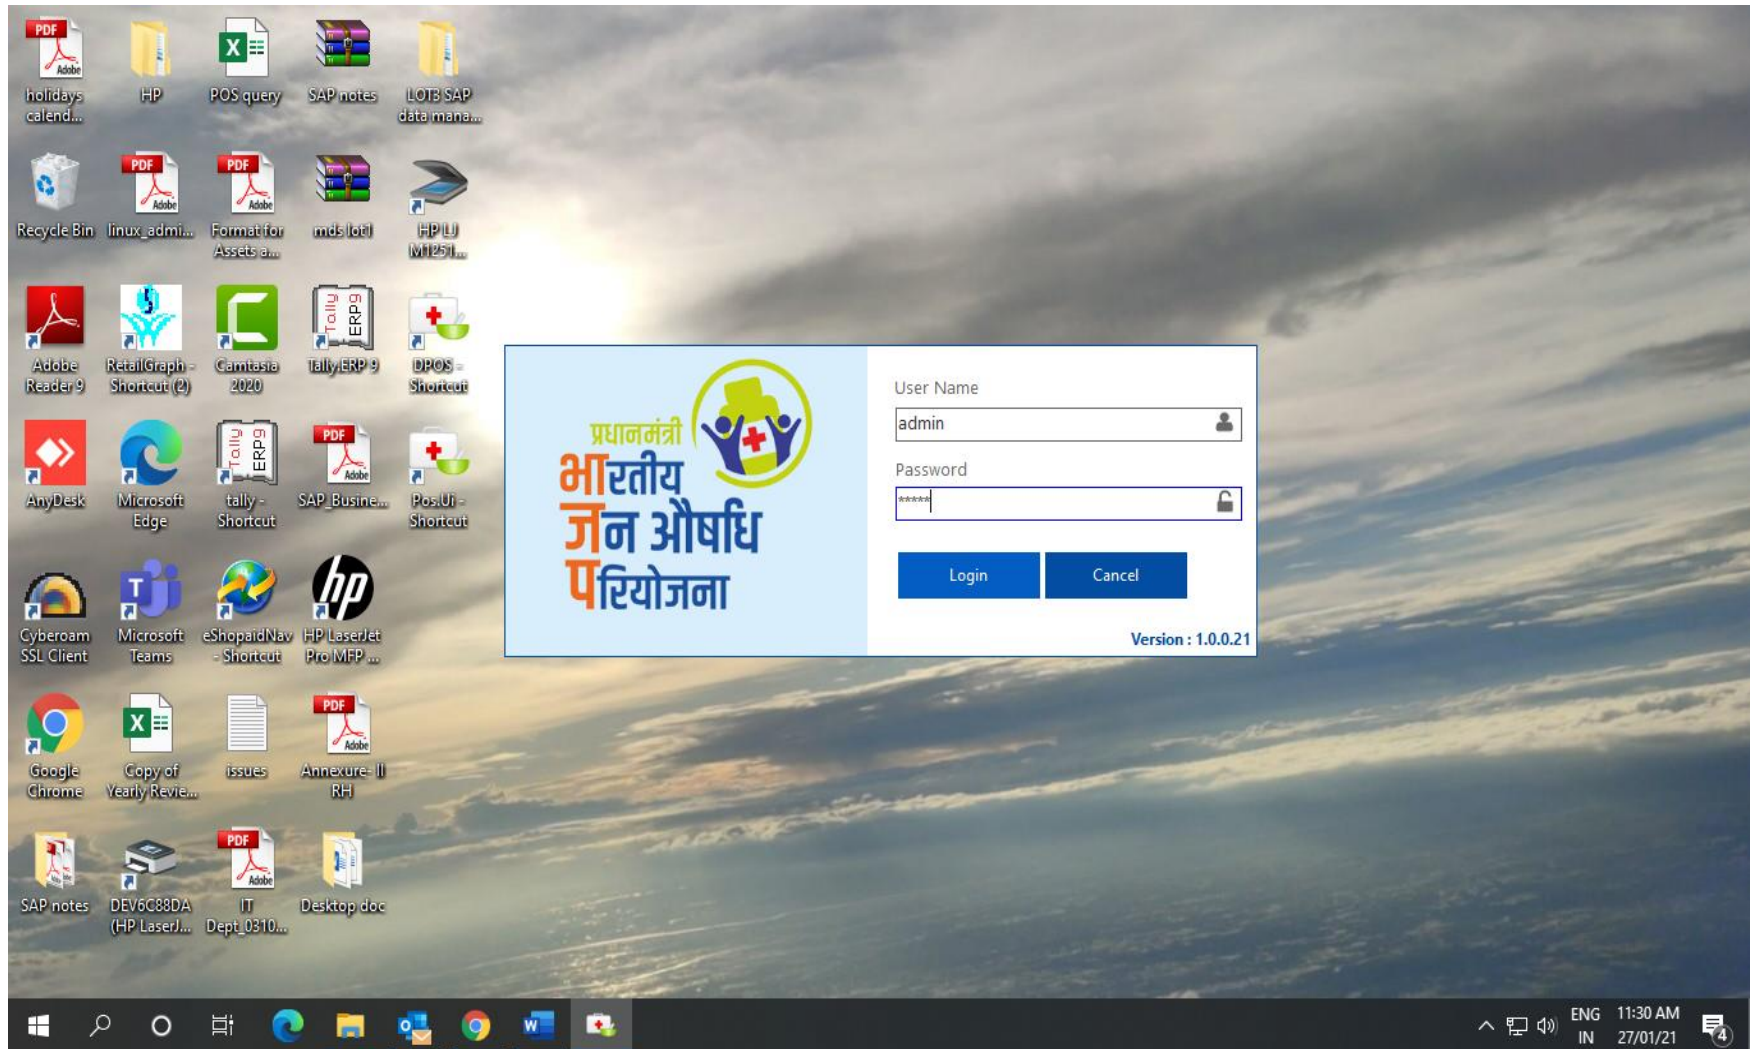 holidays calend...
HP
POS query
SAP notes
LOT3 SAP data mana...
Recycle Bin
linux_admi...
Format for Assets a...
mds lot1
HP LJ M1251...
Adobe Reader 9
RetailGraph - Shortcut (2)
Camtasia 2020
Tally.ERP 9
DPOS - Shortcut
AnyDesk
Microsoft Edge
tally - Shortcut
SAP_Busine...
Pos.Ui - Shortcut
Cyberoam SSL Client
Microsoft Teams
eShopaidNav - Shortcut
HP LaserJet Pro MFP ...
Google Chrome
Copy of Yearly Revie...
issues
Annexure- II RH
SAP notes
DEV6C88DA (HP LaserJ...
IT Dept_0310...
Desktop doc
प्रधानमंत्री
भारतीय
जन औषधि
परियोजना
User Name
admin
Password
*****
Login
Cancel
Version : 1.0.0.21
ENG
IN
11:30 AM
27/01/21
4